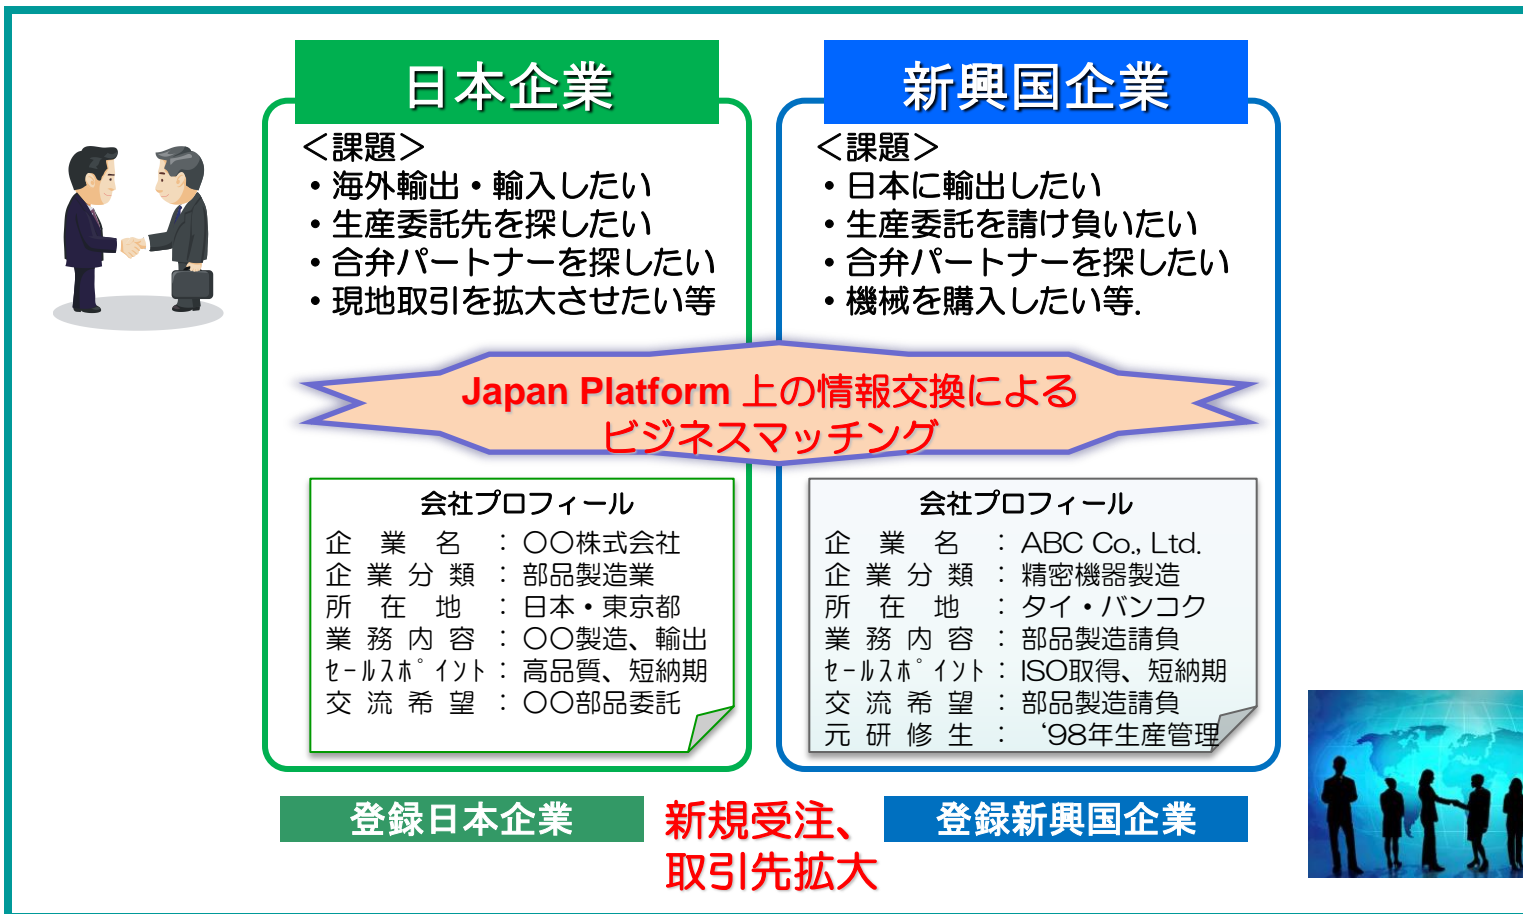 日本企業
＜課題＞
・海外輸出・輸入したい
・生産委託先を探したい
・合弁パートナーを探したい
・現地取引を拡大させたい等
新興国企業
＜課題＞
・日本に輸出したい
・生産委託を請け負いたい
・合弁パートナーを探したい
・機械を購入したい等.
Japan Platform 上の情報交換による
ビジネスマッチング
会社プロフィール
企　業　名　：〇〇株式会社
企 業 分 類 ：部品製造業
所　在　地　：日本・東京都
業 務 内 容 ：〇〇製造、輸出
ｾｰﾙｽﾎﾟｲﾝﾄ：高品質、短納期
交 流 希 望 ：〇〇部品委託
会社プロフィール
企　業　名　：ABC Co., Ltd.
企 業 分 類 ：精密機器製造
所　在　地　：タイ・バンコク
業 務 内 容 ：部品製造請負
ｾｰﾙｽﾎﾟｲﾝﾄ：ISO取得、短納期
交 流 希 望 ：部品製造請負
元 研 修 生 ： ‘98年生産管理
登録日本企業
新規受注、
取引先拡大
登録新興国企業